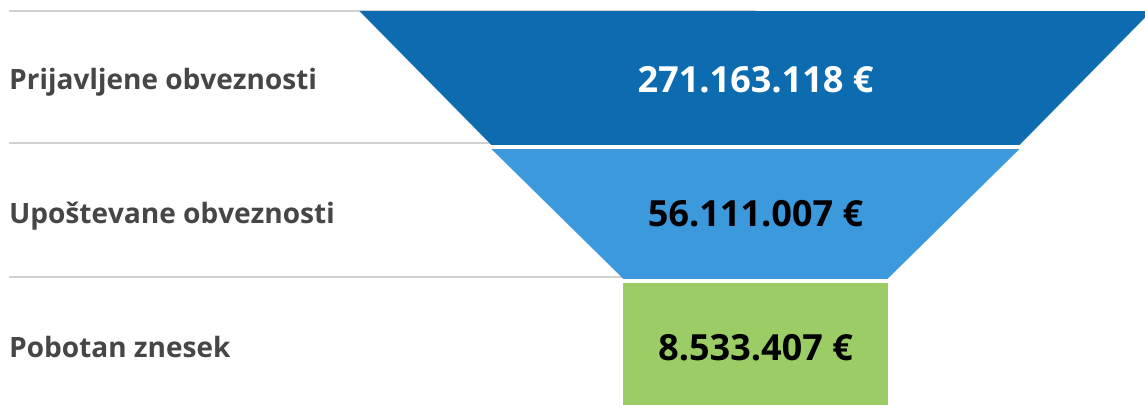 Prijavljene obveznosti 271.163.118 €
Upoštevane obveznosti 56.111.007 €
Pobotan znesek 8.533.407 €